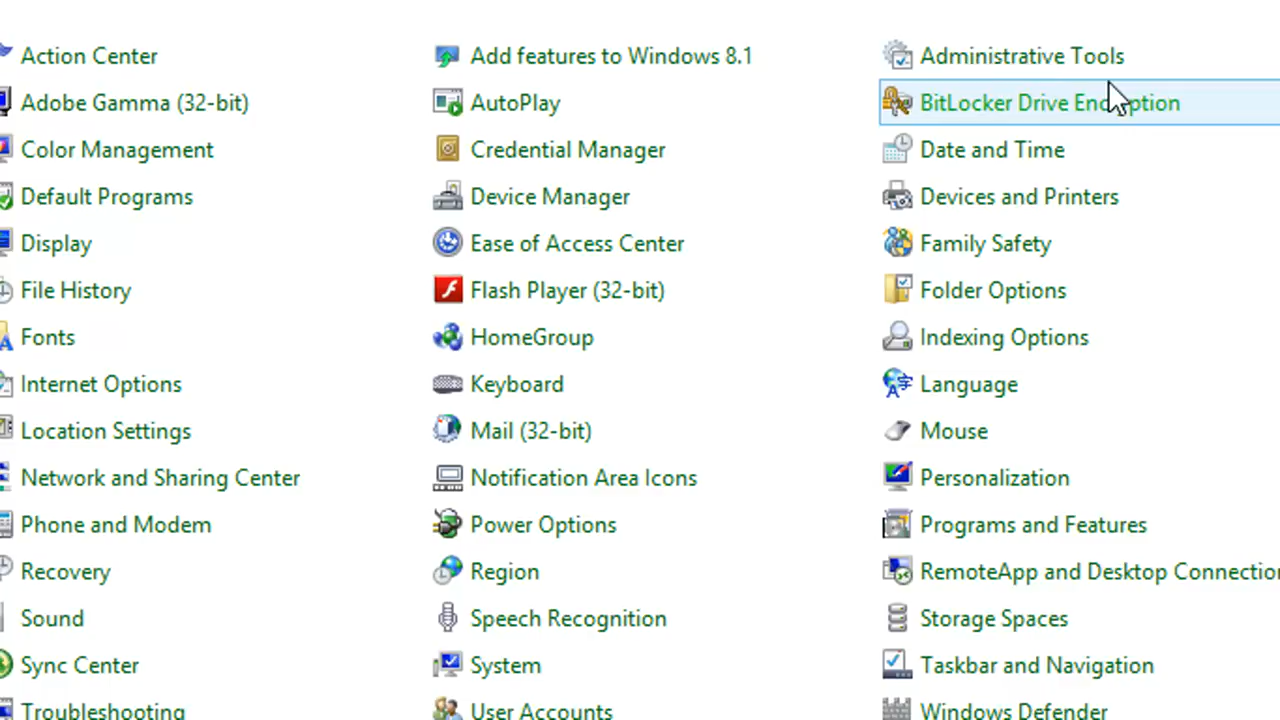 Action Center
Add features to Windows 8.1
Administrative Tools
Adobe Gamma (32-bit)
AutoPlay
BitLocker Drive Encryption
Color Management
Credential Manager
Date and Time
Default Programs
Device Manager
Devices and Printers
Display
Ease of Access Center
Family Safety
File History
Flash Player (32-bit)
Folder Options
Fonts
HomeGroup
Indexing Options
Internet Options
Keyboard
Language
Location Settings
Mail (32-bit)
Mouse
Network and Sharing Center
Notification Area Icons
Personalization
Phone and Modem
Power Options
Programs and Features
Recovery
Region
RemoteApp and Desktop Connectio
Sound
Speech Recognition
Storage Spaces
Sync Center
System
Taskbar and Navigation
Troubleshooting
User Accounts
Windows Defender